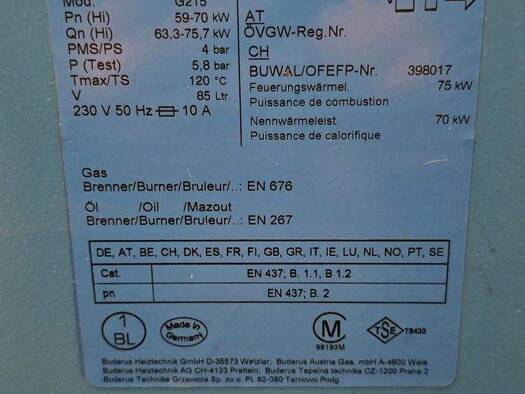 Mod. G215
Pn (Hi) 59-70 kW
Qn (Hi) 63,3-75,7 kW
PMS/PS 4 bar
P (Test) 5,8 bar
Tmax/TS 120 °C
V 85 Ltr.
230 V 50 Hz 10 A
AT
ÖVGW-Reg.Nr.
CH
BUWAL/OFEFP-Nr. 398017
Feuerungswärmel. 75 kW
Puissance de combustion
Nennwärmeleist. 70 kW
Puissance de calorifique
Gas
Brenner/Burner/Bruleur/..: EN 676
Öl /Oil /Mazout
Brenner/Burner/Bruleur/..: EN 267
DE, AT, BE, CH, DK, ES, FR, FI, GB, GR, IT, IE, LU, NL, NO, PT, SE
Cat. EN 437; B. 1.1, B 1.2
pn EN 437; B. 2
1
BL
Made in
Germany
M
98193M
TSE
TS430
Buderus Heiztechnik GmbH D-35573 Wetzlar; Buderus Austria Ges. mbH A-4600 Wels
Buderus Heiztechnik AG CH-4133 Pratteln; Buderus Tepelná technika CZ-1200 Praha 2
Buderus Technika Grzewcza Sp. zo.o. PL 62-080 Tarnowo Podg.